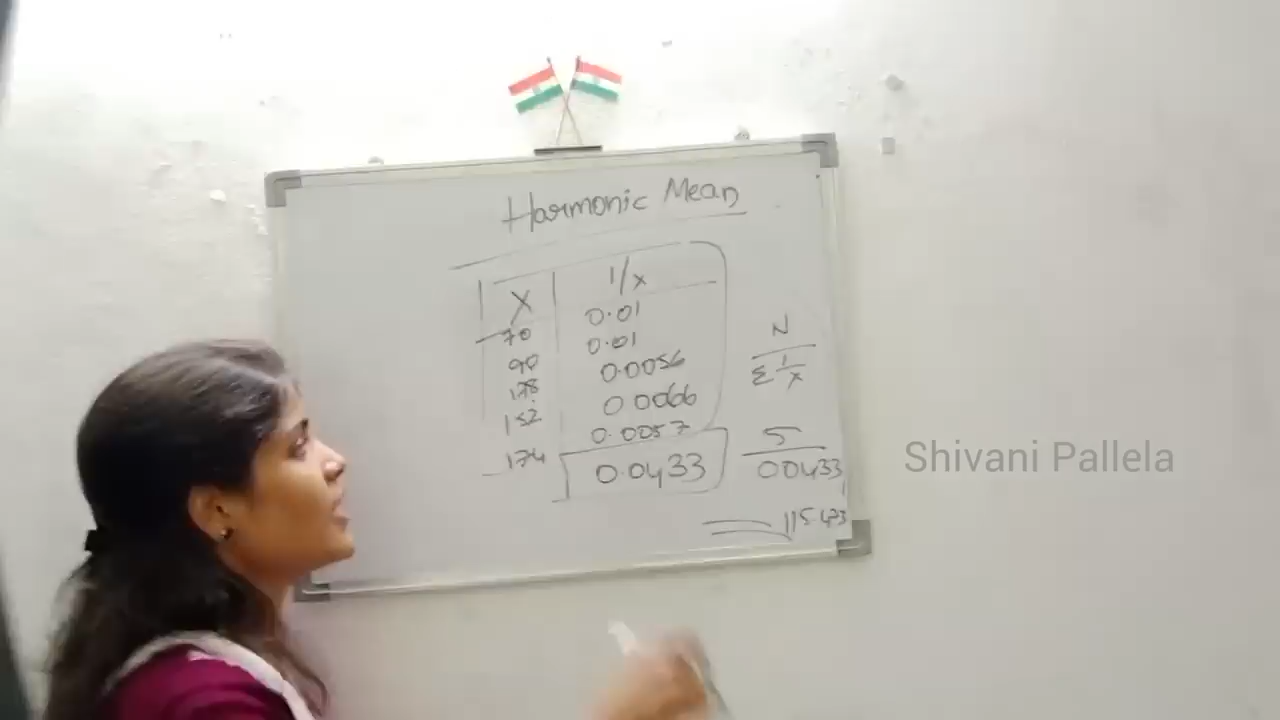 Harmonic Mean
X 1/x
70 0.01
90 0.01
178 0.0056
152 0.0066
174 0.0057
0.0433
N
Σ 1/x
5
0.0433
115.473
Shivani Pallela